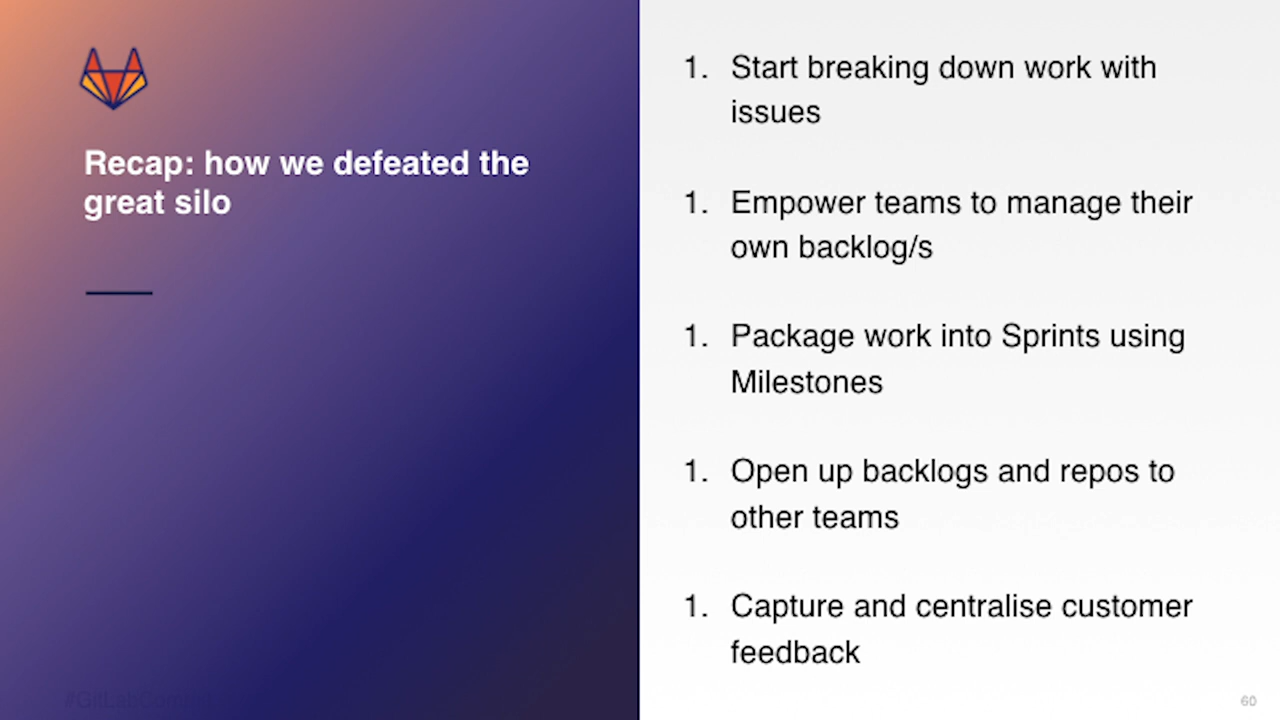 Recap: how we defeated the
great silo
1. Start breaking down work with
issues
1. Empower teams to manage their
own backlog/s
1. Package work into Sprints using
Milestones
1. Open up backlogs and repos to
other teams
1. Capture and centralise customer
feedback
60